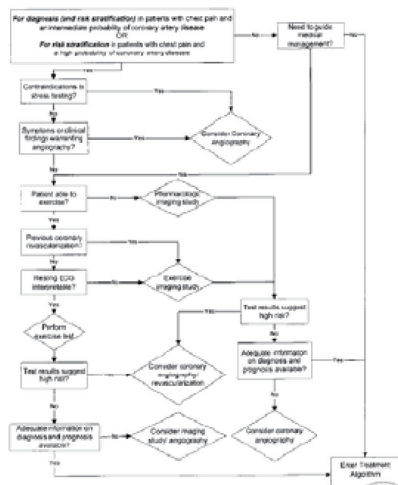 For diagnosis (and risk stratification) in patients with chest pain and
an intermediate probability of coronary artery disease
OR
For risk stratification in patients with chest pain and
a high probability of coronary artery disease
No
Need to guide
medical
management?
No
Yes
Yes
Contraindications to
stress testing?
Yes
No
Symptoms or clinical
findings warranting
angiography?
Yes
Consider Coronary
angiography
No
Patient able to
exercise?
No
Pharmacologic
imaging study
Yes
Previous coronary
revascularization?
Yes
No
Resting ECG
interpretable?
No
Exercise
imaging study
Yes
Perform
exercise test
Yes
Test results suggest
high risk?
No
Test results suggest
high risk?
Consider coronary
angiography/
revascularization
Adequate information
on diagnosis and
prognosis available?
Yes
No
No
Adequate information on
diagnosis and prognosis
available?
No
Consider imaging
study/ angiography
Consider coronary
angiography
Yes
Enter Treatment
Algorithm